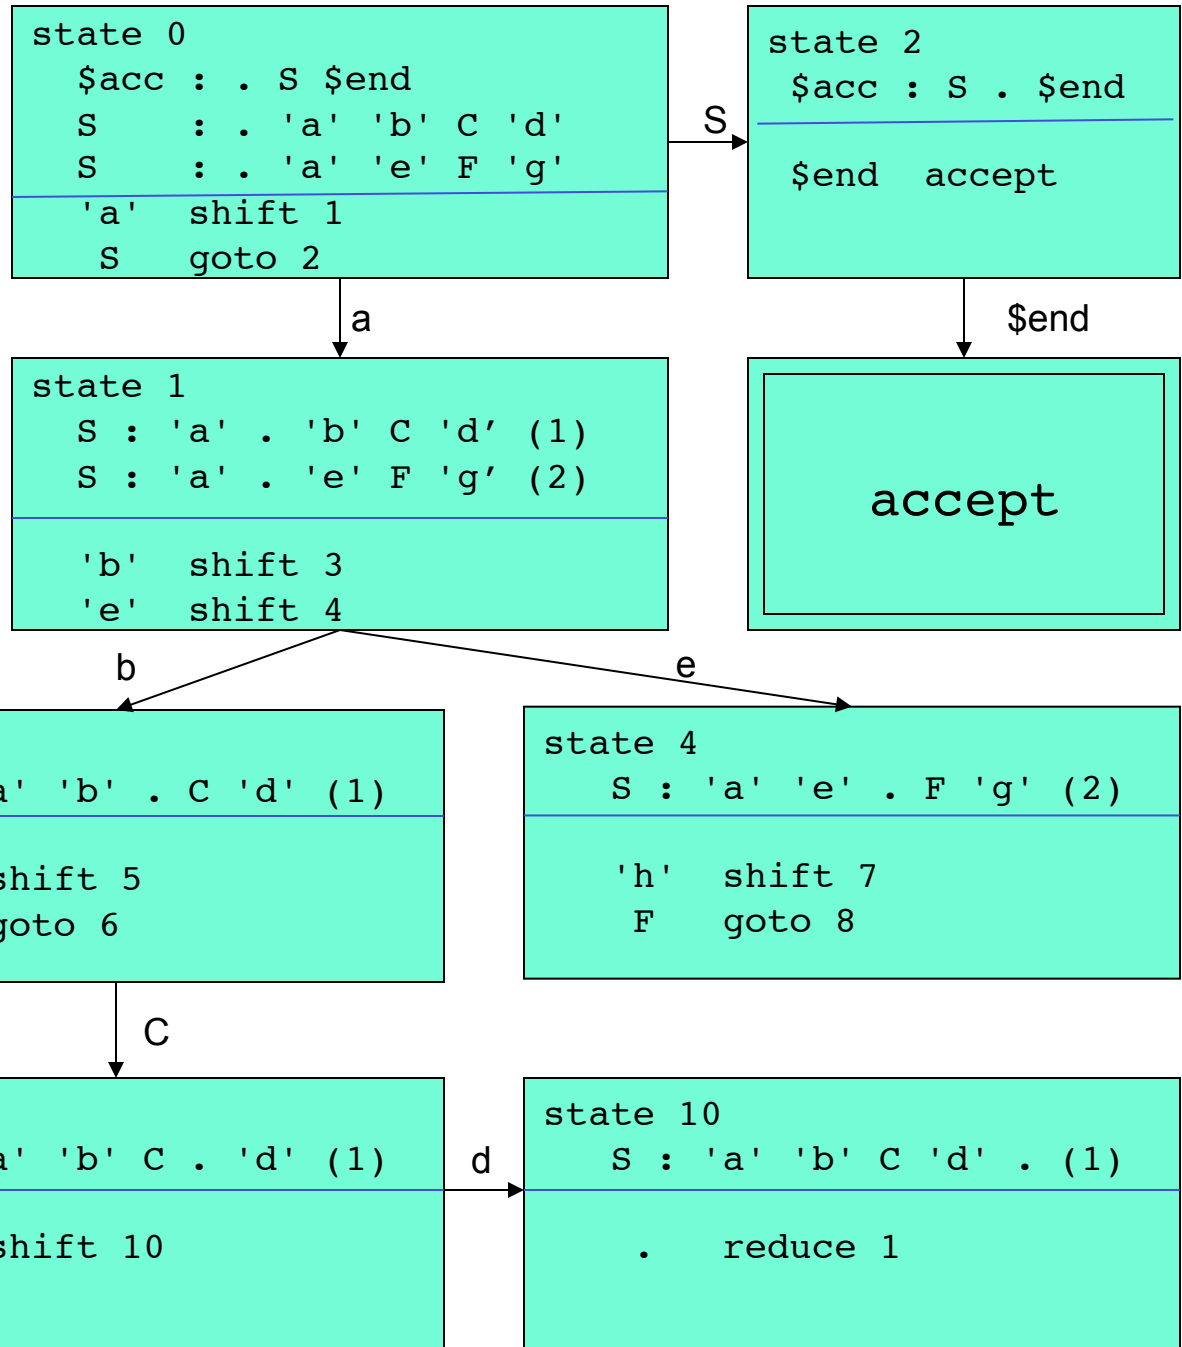 state 0
$acc : . S $end
S : . 'a' 'b' C 'd'
S : . 'a' 'e' F 'g'
'a' shift 1
S goto 2
S
state 2
$acc : S . $end
$end accept
a
$end
state 1
S : 'a' . 'b' C 'd’ (1)
S : 'a' . 'e' F 'g’ (2)
'b' shift 3
'e' shift 4
accept
b
e
a' 'b' . C 'd' (1)
shift 5
goto 6
state 4
S : 'a' 'e' . F 'g' (2)
'h' shift 7
F goto 8
C
a' 'b' C . 'd' (1)
shift 10
d
state 10
S : 'a' 'b' C 'd' . (1)
. reduce 1